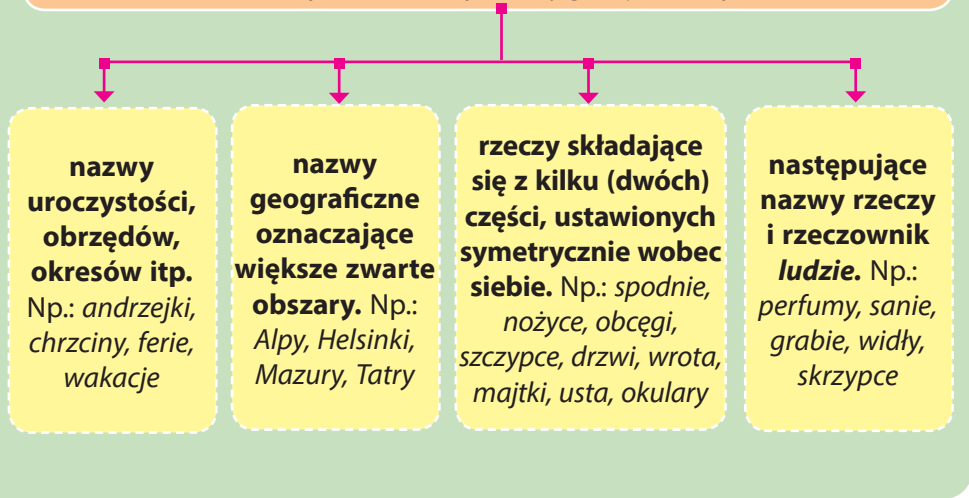 nazwy
uroczystości,
obrzędów,
okresów itp.
Np.: andrzejki,
chrzciny, ferie,
wakacje
nazwy
geograficzne
oznaczające
większe zwarte
obszary. Np.:
Alpy, Helsinki,
Mazury, Tatry
rzeczy składające
się z kilku (dwóch)
części, ustawionych
symetrycznie wobec
siebie. Np.: spodnie,
nożyce, obcęgi,
szczypce, drzwi, wrota,
majtki, usta, okulary
następujące
nazwy rzeczy
i rzeczownik
ludzie. Np.:
perfumy, sanie,
grabie, widły,
skrzypce